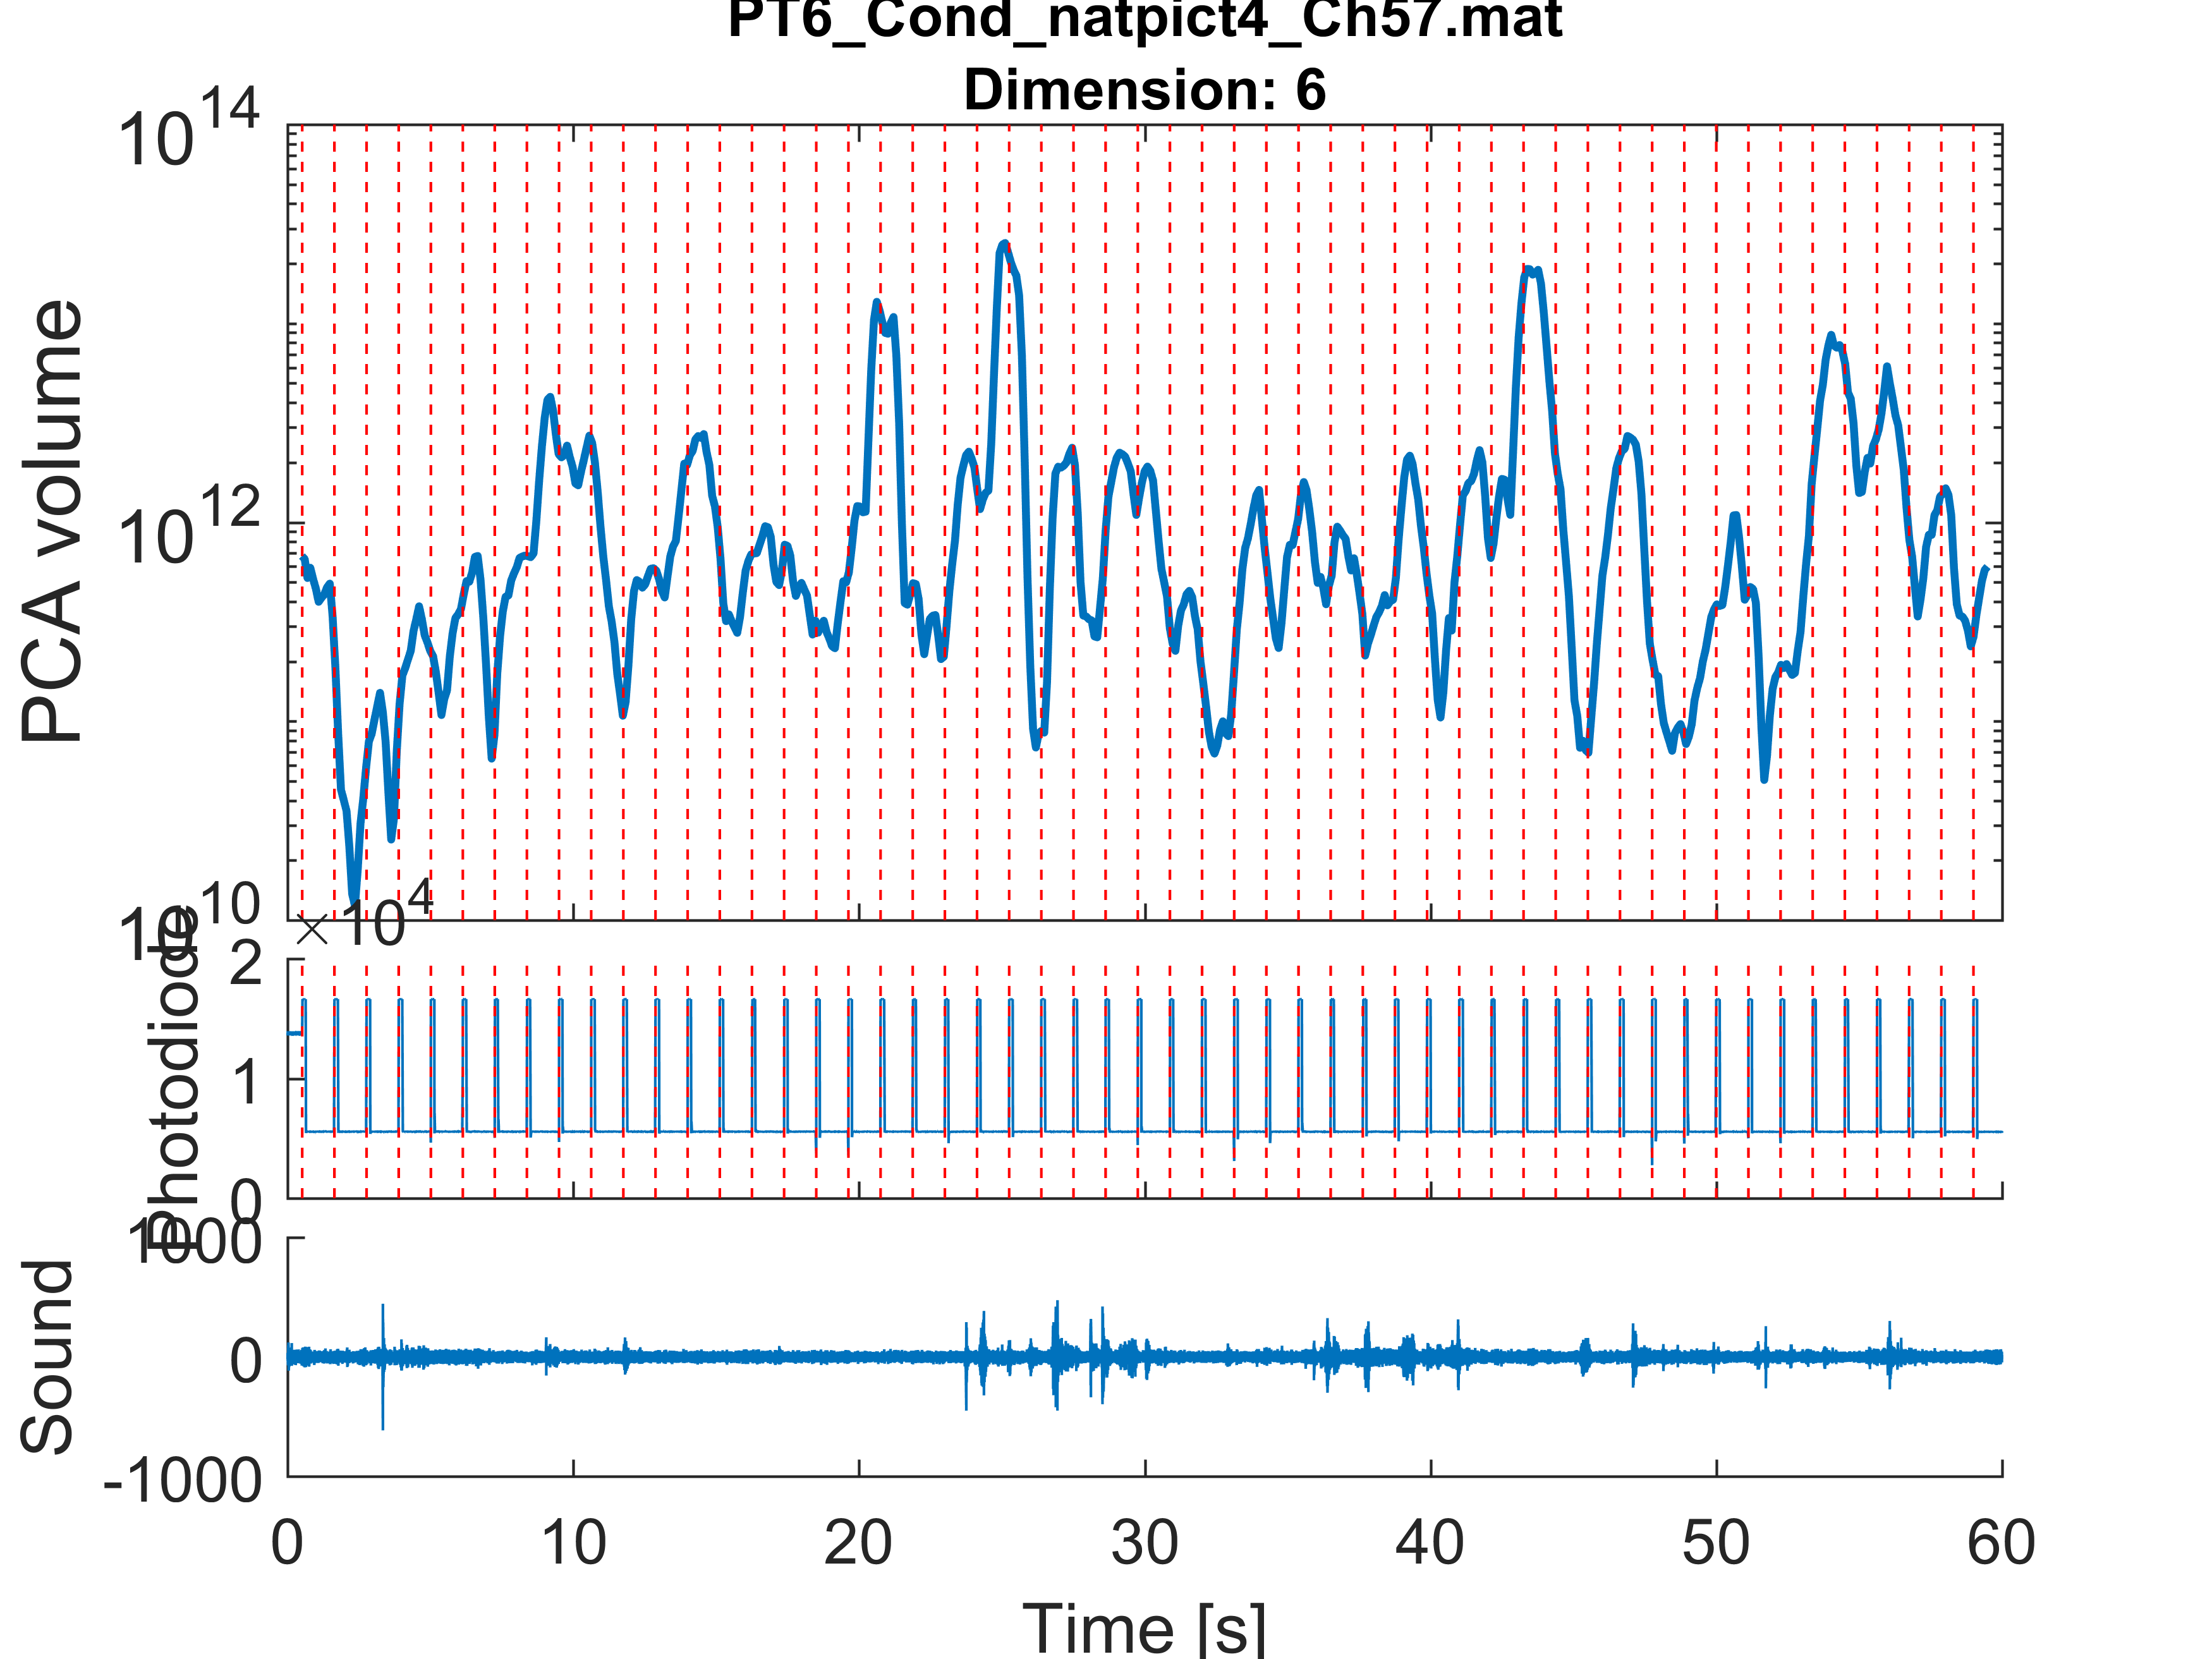 PT6_Cond_natpict4_Ch57.mat
Dimension: 6
PCA volume
10^14
10^12
10^10
×10^4
Photodiode
2
1
0
Sound
1000
0
-1000
0 10 20 30 40 50 60
Time [s]